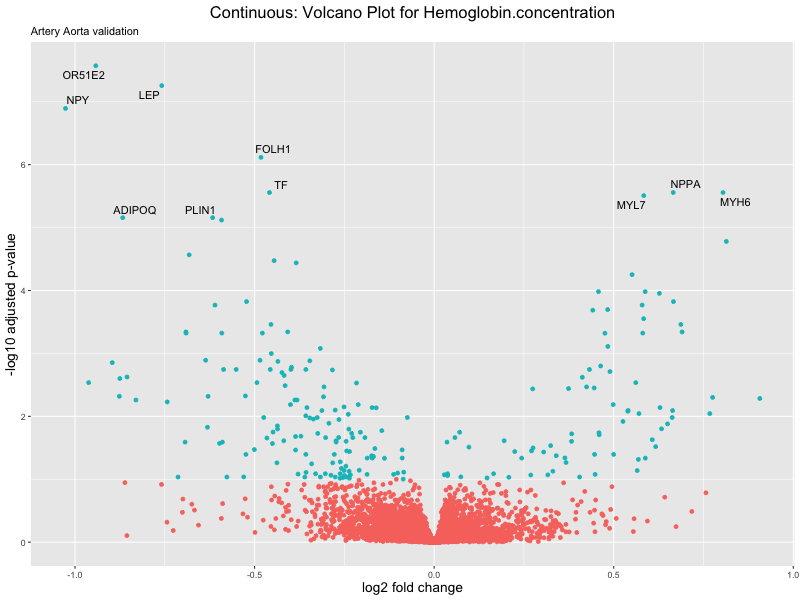 Continuous: Volcano Plot for Hemoglobin.concentration
Artery Aorta validation
OR51E2
LEP
NPY
FOLH1
TF
NPPA
MYL7
MYH6
ADIPOQ
PLIN1
-log10 adjusted p-value
6
4
2
0
-1.0
-0.5
0.0
0.5
1.0
log2 fold change